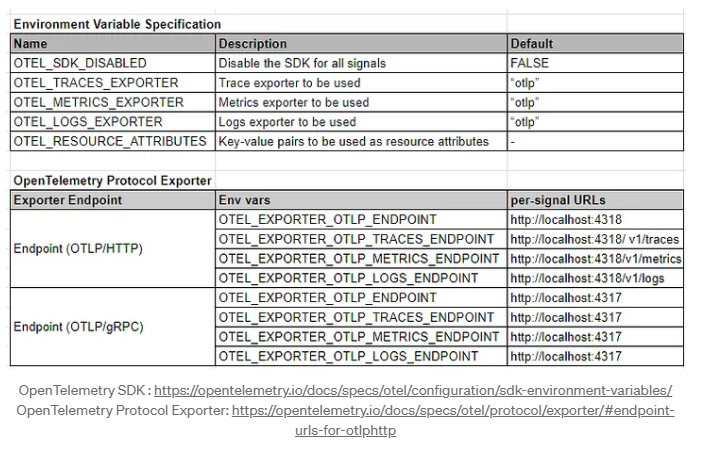 Environment Variable Specification
Name Description Default
OTEL_SDK_DISABLED Disable the SDK for all signals FALSE
OTEL_TRACES_EXPORTER Trace exporter to be used "otlp"
OTEL_METRICS_EXPORTER Metrics exporter to be used "otlp"
OTEL_LOGS_EXPORTER Logs exporter to be used "otlp"
OTEL_RESOURCE_ATTRIBUTES Key-value pairs to be used as resource attributes -
OpenTelemetry Protocol Exporter
Exporter Endpoint Env vars per-signal URLs
Endpoint (OTLP/HTTP) OTEL_EXPORTER_OTLP_ENDPOINT http://localhost:4318
OTEL_EXPORTER_OTLP_TRACES_ENDPOINT http://localhost:4318/ v1/traces
OTEL_EXPORTER_OTLP_METRICS_ENDPOINT http://localhost:4318/v1/metrics
OTEL_EXPORTER_OTLP_LOGS_ENDPOINT http://localhost:4318/v1/logs
Endpoint (OTLP/gRPC) OTEL_EXPORTER_OTLP_ENDPOINT http://localhost:4317
OTEL_EXPORTER_OTLP_TRACES_ENDPOINT http://localhost:4317
OTEL_EXPORTER_OTLP_METRICS_ENDPOINT http://localhost:4317
OTEL_EXPORTER_OTLP_LOGS_ENDPOINT http://localhost:4317
OpenTelemetry SDK : https://opentelemetry.io/docs/specs/otel/configuration/sdk-environment-variables/
OpenTelemetry Protocol Exporter: https://opentelemetry.io/docs/specs/otel/protocol/exporter/#endpoint-
urls-for-otlphttp